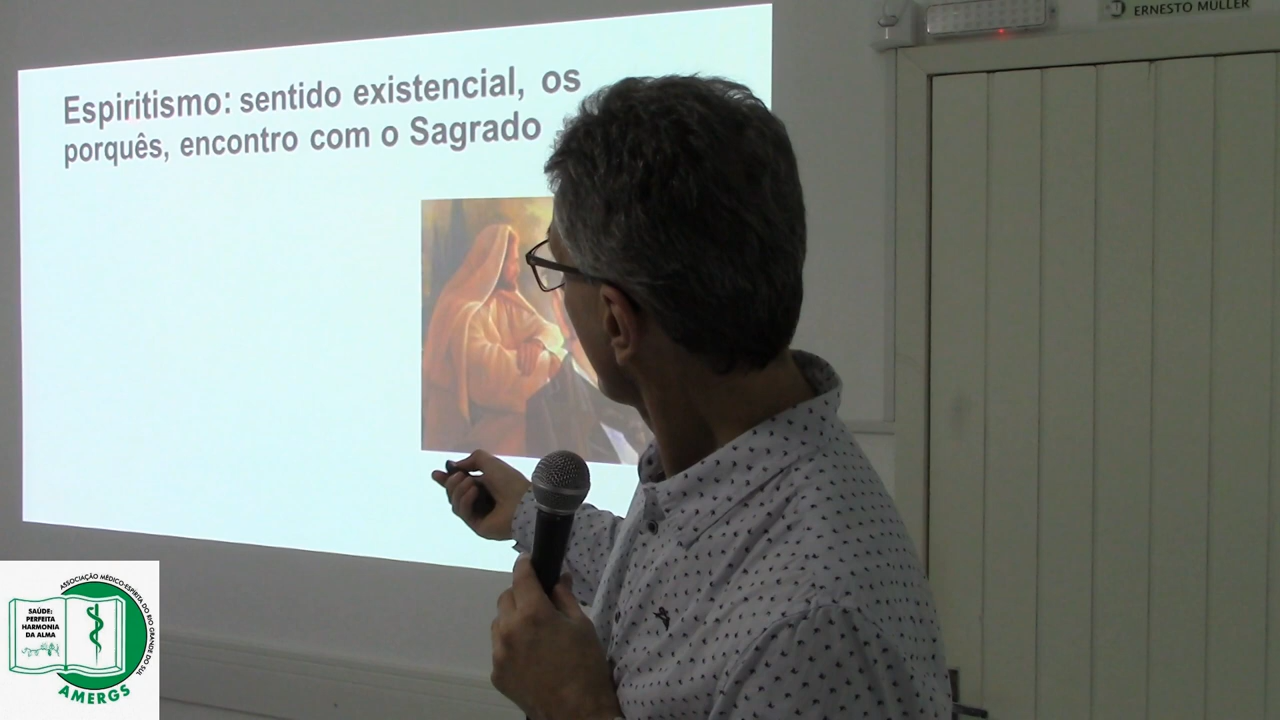 ERNESTO MÜLLER
Espiritismo: sentido existencial, os
porquês, encontro com o Sagrado
ASSOCIAÇÃO MÉDICO-ESPÍRITA DO RIO GRANDE DO SUL
SAÚDE:
PERFEITA
HARMONIA
DA ALMA
AMERGS